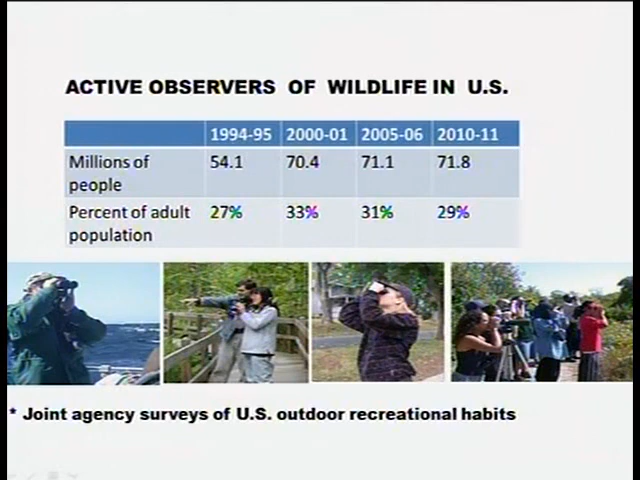 ACTIVE OBSERVERS OF WILDLIFE IN U.S.
1994-95 2000-01 2005-06 2010-11
Millions of people 54.1 70.4 71.1 71.8
Percent of adult population 27% 33% 31% 29%
* Joint agency surveys of U.S. outdoor recreational habits